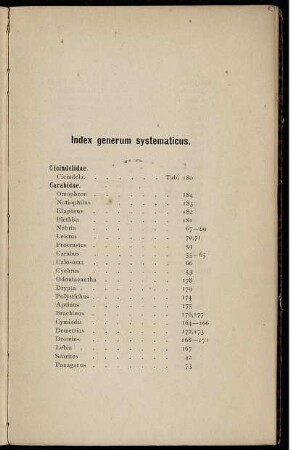 Index generum systematicus.
Cicindelidae.
Cicindela. . . . . . . Tab. 180
Carabidae.
Omophron . . . . . . . 184
Notiophilus . . . . . . . 183
Elaphrus . . . . . . . 182
Blethisa . . . . . . . 181
Nebria . . . . . . . 67—69
Leistus . . . . . . . 70,71
Procrustes . . . . . . . 54
Carabus . . . . . . . 55—65
Calosoma . . . . . . . 66
Cychrus . . . . . . . 53
Odontacantha . . . . . . . 178
Drypta . . . . . . . 179
Polystichus . . . . . . . 174
Aptinus . . . . . . . 175
Brachinus . . . . . . . 176,177
Cymindis . . . . . . . 164—166
Demetrias . . . . . . . 172,173
Dromius . . . . . . . 168—171
Lebia . . . . . . . 167
Scarites . . . . . . . 42
Panagaeus . . . . . . . 73